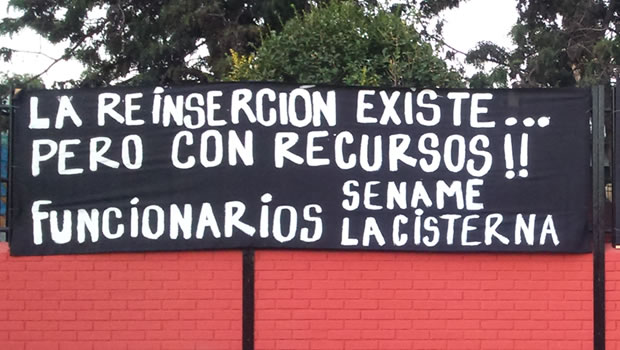 LA REINSERCIÓN EXISTE...
PERO CON RECURSOS!!
FUNCIONARIOS SENAME
LA CISTERNA